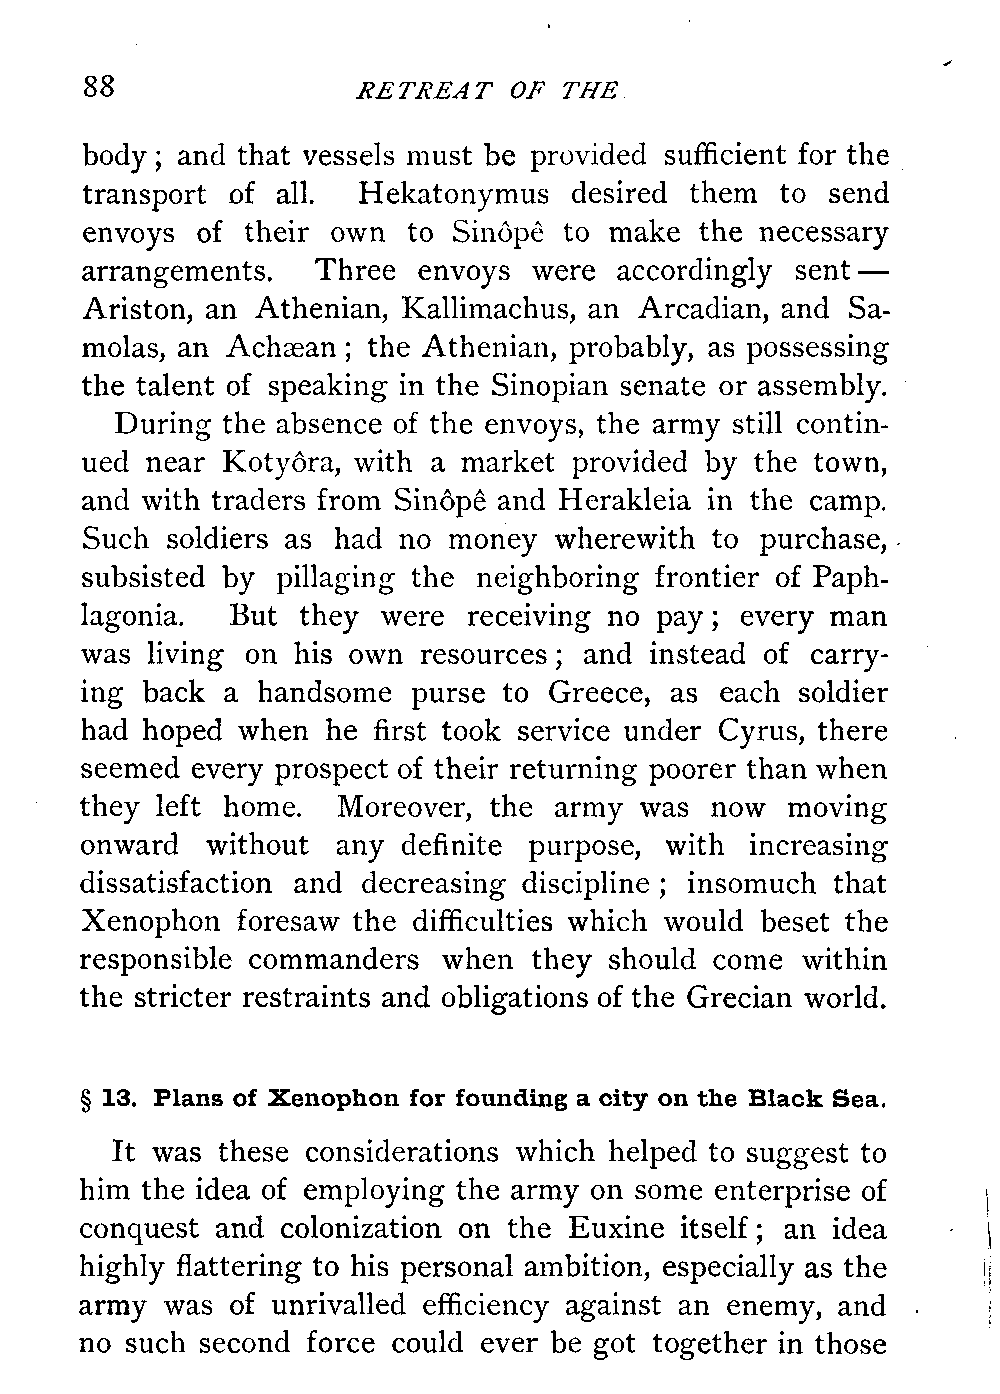 88
RETREAT OF THE
body ; and that vessels must be provided sufficient for the
transport of all. Hekatonymus desired them to send
envoys of their own to Sinôpê to make the necessary
arrangements. Three envoys were accordingly sent —
Ariston, an Athenian, Kallimachus, an Arcadian, and Sa-
molas, an Achæan ; the Athenian, probably, as possessing
the talent of speaking in the Sinopian senate or assembly.
During the absence of the envoys, the army still contin-
ued near Kotyôra, with a market provided by the town,
and with traders from Sinôpê and Herakleia in the camp.
Such soldiers as had no money wherewith to purchase,
subsisted by pillaging the neighboring frontier of Paph-
lagonia. But they were receiving no pay ; every man
was living on his own resources ; and instead of carry-
ing back a handsome purse to Greece, as each soldier
had hoped when he first took service under Cyrus, there
seemed every prospect of their returning poorer than when
they left home. Moreover, the army was now moving
onward without any definite purpose, with increasing
dissatisfaction and decreasing discipline ; insomuch that
Xenophon foresaw the difficulties which would beset the
responsible commanders when they should come within
the stricter restraints and obligations of the Grecian world.
§ 13. Plans of Xenophon for founding a city on the Black Sea.
It was these considerations which helped to suggest to
him the idea of employing the army on some enterprise of
conquest and colonization on the Euxine itself ; an idea
highly flattering to his personal ambition, especially as the
army was of unrivalled efficiency against an enemy, and
no such second force could ever be got together in those